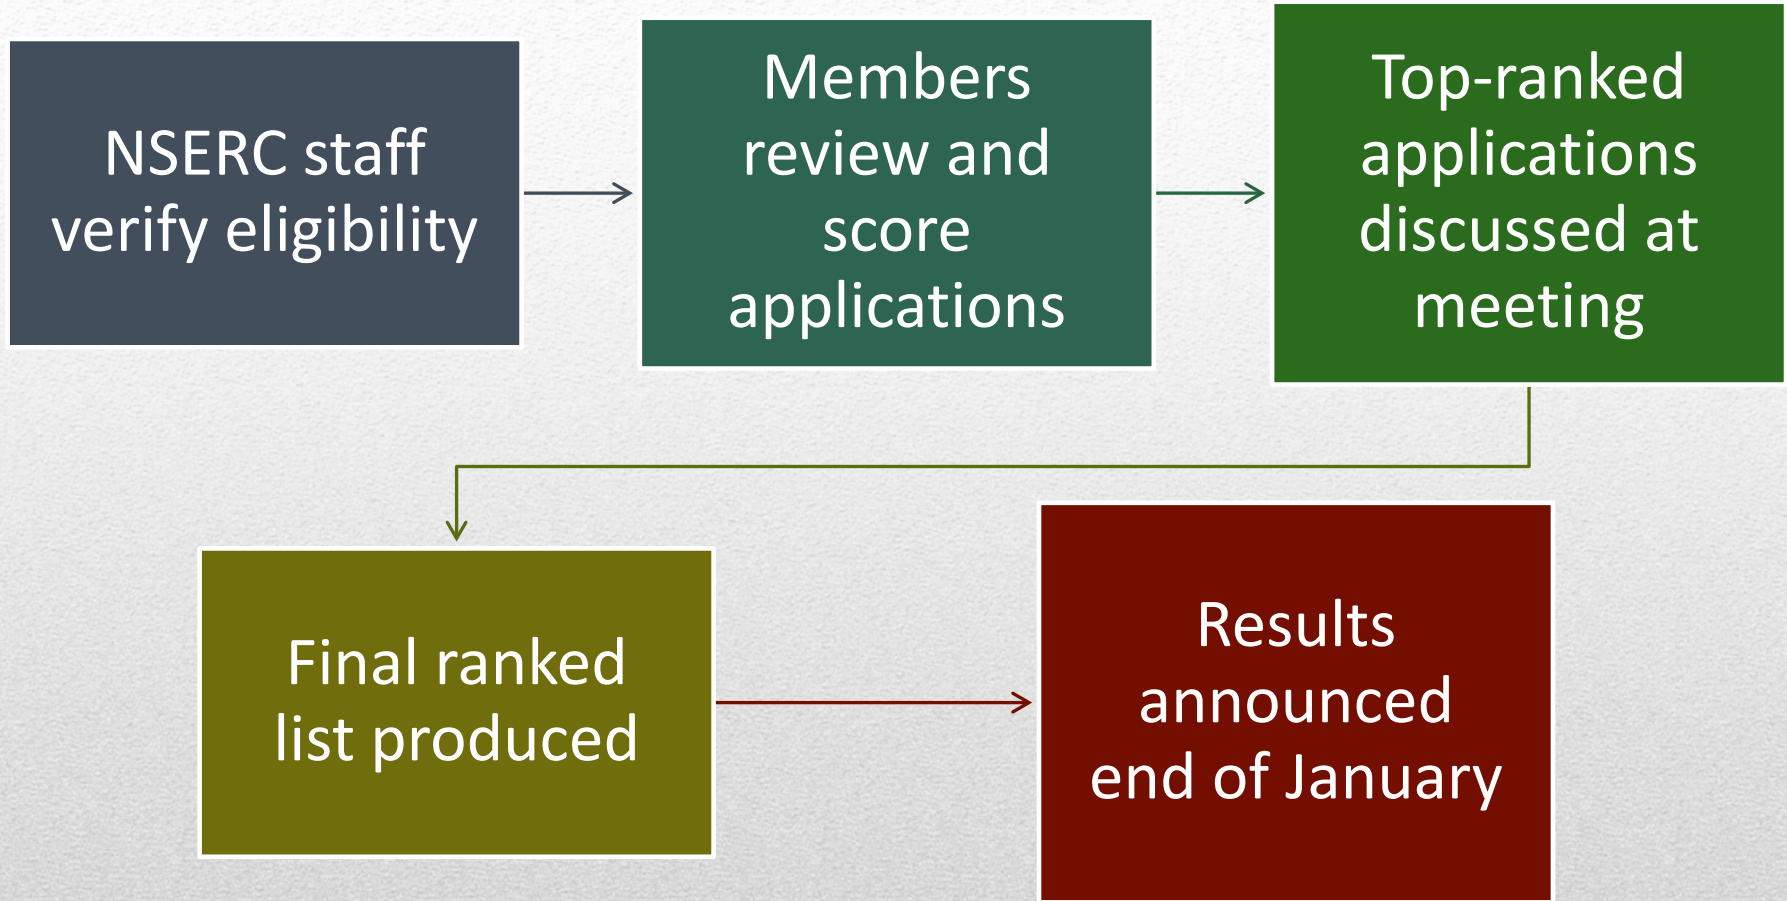 NSERC staff
verify eligibility
Members
review and
score
applications
Top-ranked
applications
discussed at
meeting
Final ranked
list produced
Results
announced
end of January